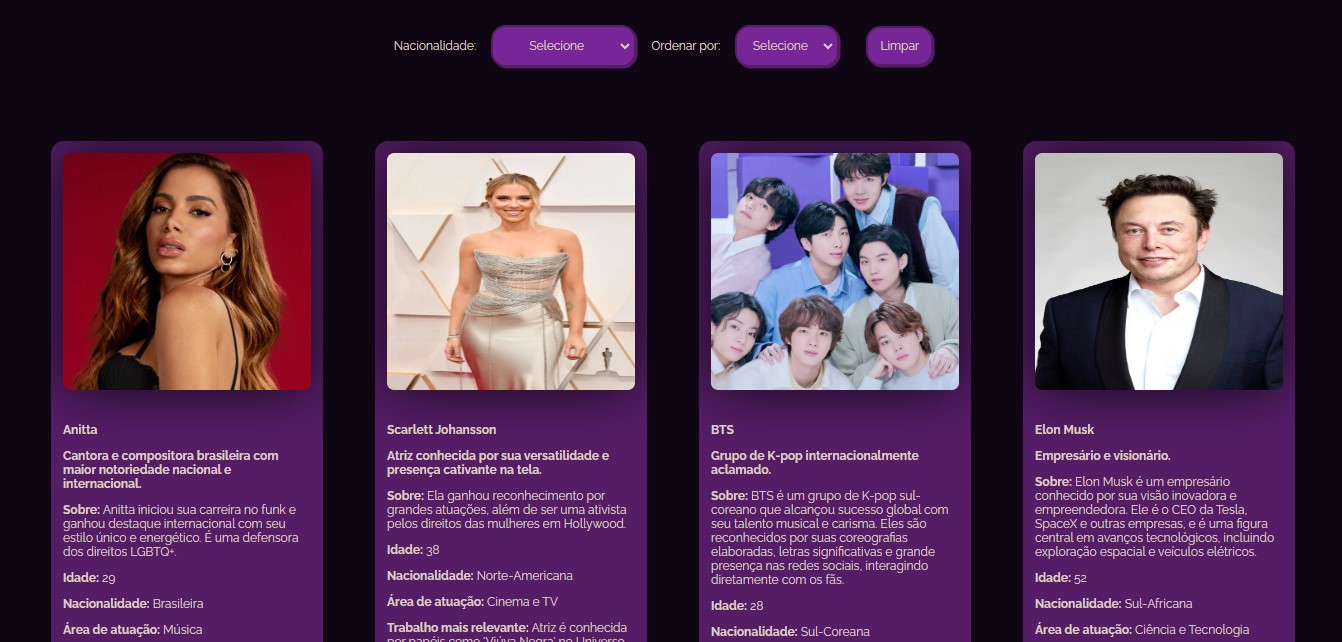 Nacionalidade: Selecione Ordenar por: Selecione Limpar
Anitta
Cantora e compositora brasileira com
maior notoriedade nacional e
internacional.
Sobre: Anitta iniciou sua carreira no funk e
ganhou destaque internacional com seu
estilo único e energético. É uma defensora
dos direitos LGBTQ+.
Idade: 29
Nacionalidade: Brasileira
Área de atuação: Música
Scarlett Johansson
Atriz conhecida por sua versatilidade e
presença cativante na tela.
Sobre: Ela ganhou reconhecimento por
grandes atuações, além de ser uma ativista
pelos direitos das mulheres em Hollywood.
Idade: 38
Nacionalidade: Norte-Americana
Área de atuação: Cinema e TV
Trabalho mais relevante: Atriz é conhecida
por papéis como 'Viúva Negra' no Universo
BTS
Grupo de K-pop internacionalmente
aclamado.
Sobre: BTS é um grupo de K-pop sul-
coreano que alcançou sucesso global com
seu talento musical e carisma. Eles são
reconhecidos por suas coreografias
elaboradas, letras significativas e grande
presença nas redes sociais, interagindo
diretamente com os fãs.
Idade: 28
Nacionalidade: Sul-Coreana
Elon Musk
Empresário e visionário.
Sobre: Elon Musk é um empresário
conhecido por sua visão inovadora e
empreendedora. Ele é o CEO da Tesla,
SpaceX e outras empresas, e é uma figura
central em avanços tecnológicos, incluindo
exploração espacial e veículos elétricos.
Idade: 52
Nacionalidade: Sul-Africana
Área de atuação: Ciência e Tecnologia